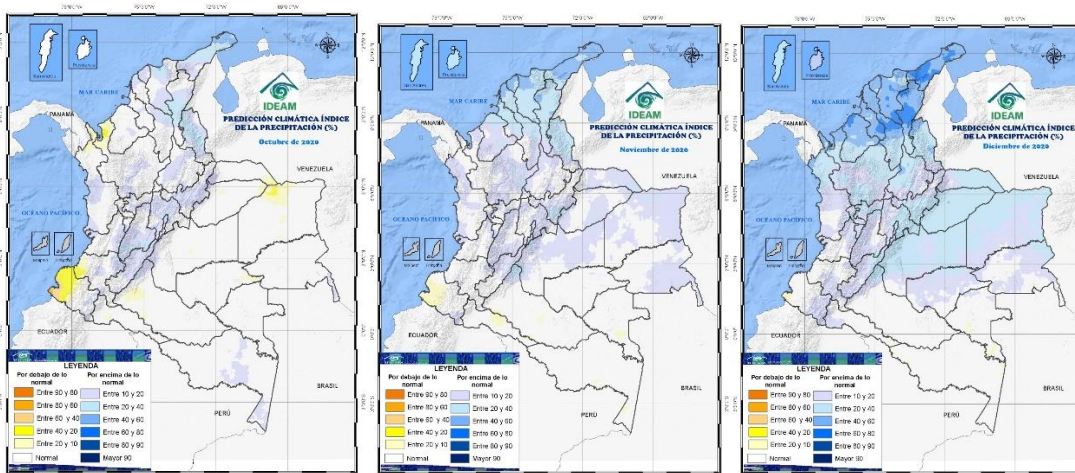 MAR CARIBE
PANAMÁ
IDEAM
PREDICCIÓN CLIMÁTICA ÍNDICE
DE LA PRECIPITACIÓN (%)
Octubre de 2020
VENEZUELA
OCEANO PACÍFICO
ECUADOR
PERÚ
BRASIL
LEYENDA
Por debajo de lo normal
Por encima de lo normal
Entre 90 y 80
Entre 10 y 20
Entre 80 y 60
Entre 20 y 40
Entre 60 y 40
Entre 40 y 60
Entre 40 y 20
Entre 60 y 80
Entre 20 y 10
Entre 80 y 90
Normal
Mayor 90
MAR CARIBE
PANAMÁ
IDEAM
PREDICCIÓN CLIMÁTICA ÍNDICE
DE LA PRECIPITACIÓN (%)
Noviembre de 2020
VENEZUELA
OCEANO PACÍFICO
ECUADOR
PERÚ
BRASIL
LEYENDA
Por debajo de lo normal
Por encima de lo normal
Entre 90 y 80
Entre 10 y 20
Entre 80 y 60
Entre 20 y 40
Entre 60 y 40
Entre 40 y 60
Entre 40 y 20
Entre 60 y 80
Entre 20 y 10
Entre 80 y 90
Normal
Mayor 90
MAR CARIBE
PANAMÁ
IDEAM
PREDICCIÓN CLIMÁTICA ÍNDICE
DE LA PRECIPITACIÓN (%)
Diciembre de 2020
VENEZUELA
OCEANO PACÍFICO
ECUADOR
PERÚ
BRASIL
LEYENDA
Por debajo de lo normal
Por encima de lo normal
Entre 90 y 80
Entre 10 y 20
Entre 80 y 60
Entre 20 y 40
Entre 60 y 40
Entre 40 y 60
Entre 40 y 20
Entre 60 y 80
Entre 20 y 10
Entre 80 y 90
Normal
Mayor 90